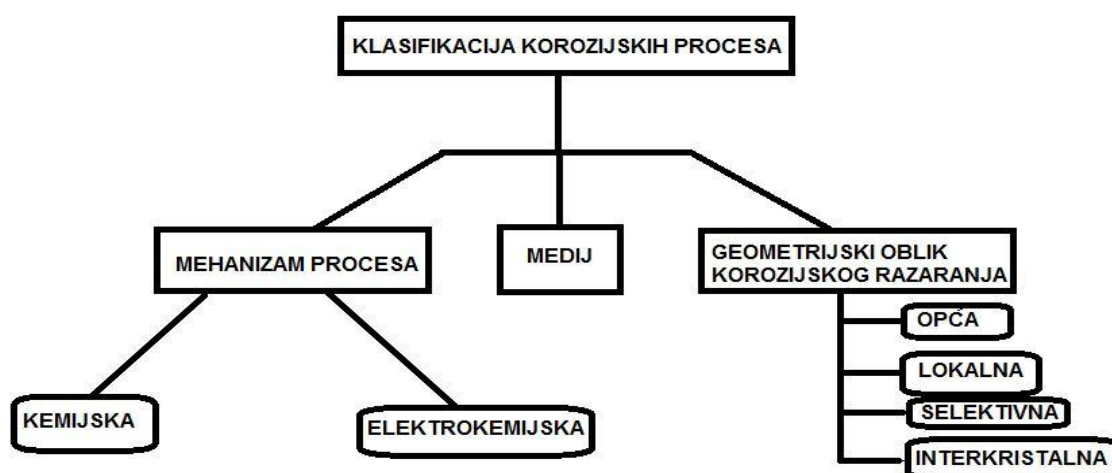 KLASIFIKACIJA KOROZIJSKIH PROCESA
MEHANIZAM PROCESA
MEDIJ
GEOMETRIJSKI OBLIK
KOROZIJSKOG RAZARANJA
OPĆA
LOKALNA
SELEKTIVNA
INTERKRISTALNA
KEMIJSKA
ELEKTROKEMIJSKA